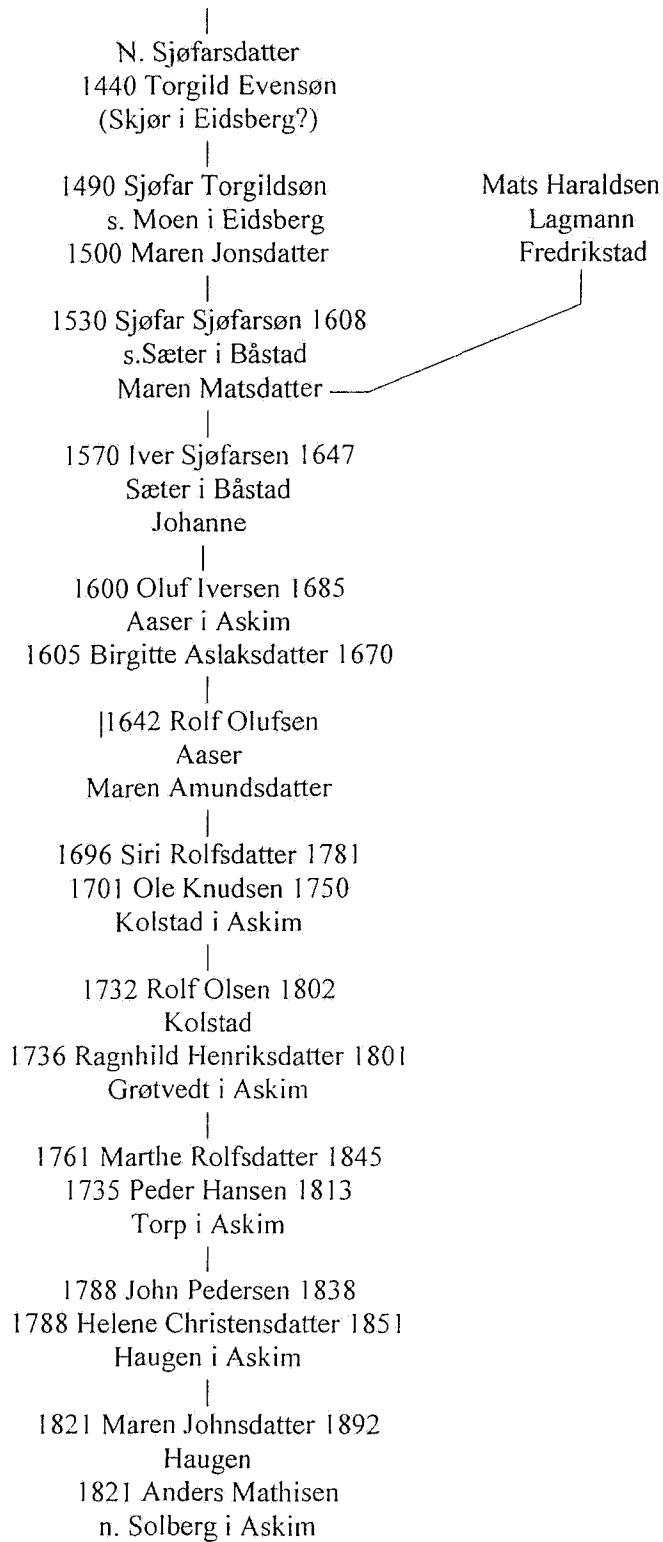 N. Sjøfarsdatter
1440 Torgild Evensøn
(Skjør i Eidsberg?)
1490 Sjøfar Torgildsøn
s. Moen i Eidsberg
1500 Maren Jonsdatter
Mats Haraldsen
Lagmann
Fredrikstad
1530 Sjøfar Sjøfarsøn 1608
s.Sæter i Båstad
Maren Matsdatter
1570 Iver Sjøfarsen 1647
Sæter i Båstad
Johanne
1600 Oluf Iversen 1685
Aaser i Askim
1605 Birgitte Aslaksdatter 1670
|1642 Rolf Olufsen
Aaser
Maren Amundsdatter
1696 Siri Rolfsdatter 1781
1701 Ole Knudsen 1750
Kolstad i Askim
1732 Rolf Olsen 1802
Kolstad
1736 Ragnhild Henriksdatter 1801
Grøtvedt i Askim
1761 Marthe Rolfsdatter 1845
1735 Peder Hansen 1813
Torp i Askim
1788 John Pedersen 1838
1788 Helene Christensdatter 1851
Haugen i Askim
1821 Maren Johnsdatter 1892
Haugen
1821 Anders Mathisen
n. Solberg i Askim